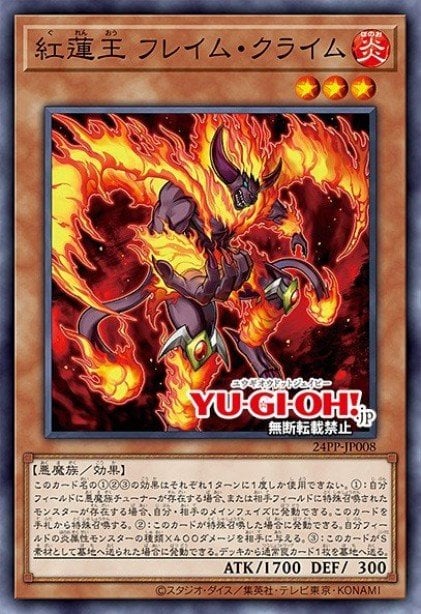 紅蓮王 フレイム・クライム
炎
ユウギオウドットジェイピー
YU-GI-OH!.jp
無断転載禁止
24PP-JP008
【悪魔族／効果】
このカード名の①②③の効果はそれぞれ1ターンに1度しか使用できない。①：自分
フィールドに悪魔族チューナーが存在する場合、または相手フィールドに特殊召喚された
モンスターが存在する場合、自分・相手のメインフェイズに発動できる。このカード
を手札から特殊召喚する。②：このカードが特殊召喚した場合に発動できる。自分フィー
ルドの炎属性モンスターの種類×400ダメージを相手に与える。③：このカードがS
素材として墓地へ送られた場合に発動できる。デッキから通常罠カード1枚を墓地へ送る。
ATK/1700 DEF/ 300
©スタジオ・ダイス／集英社・テレビ東京・KONAMI